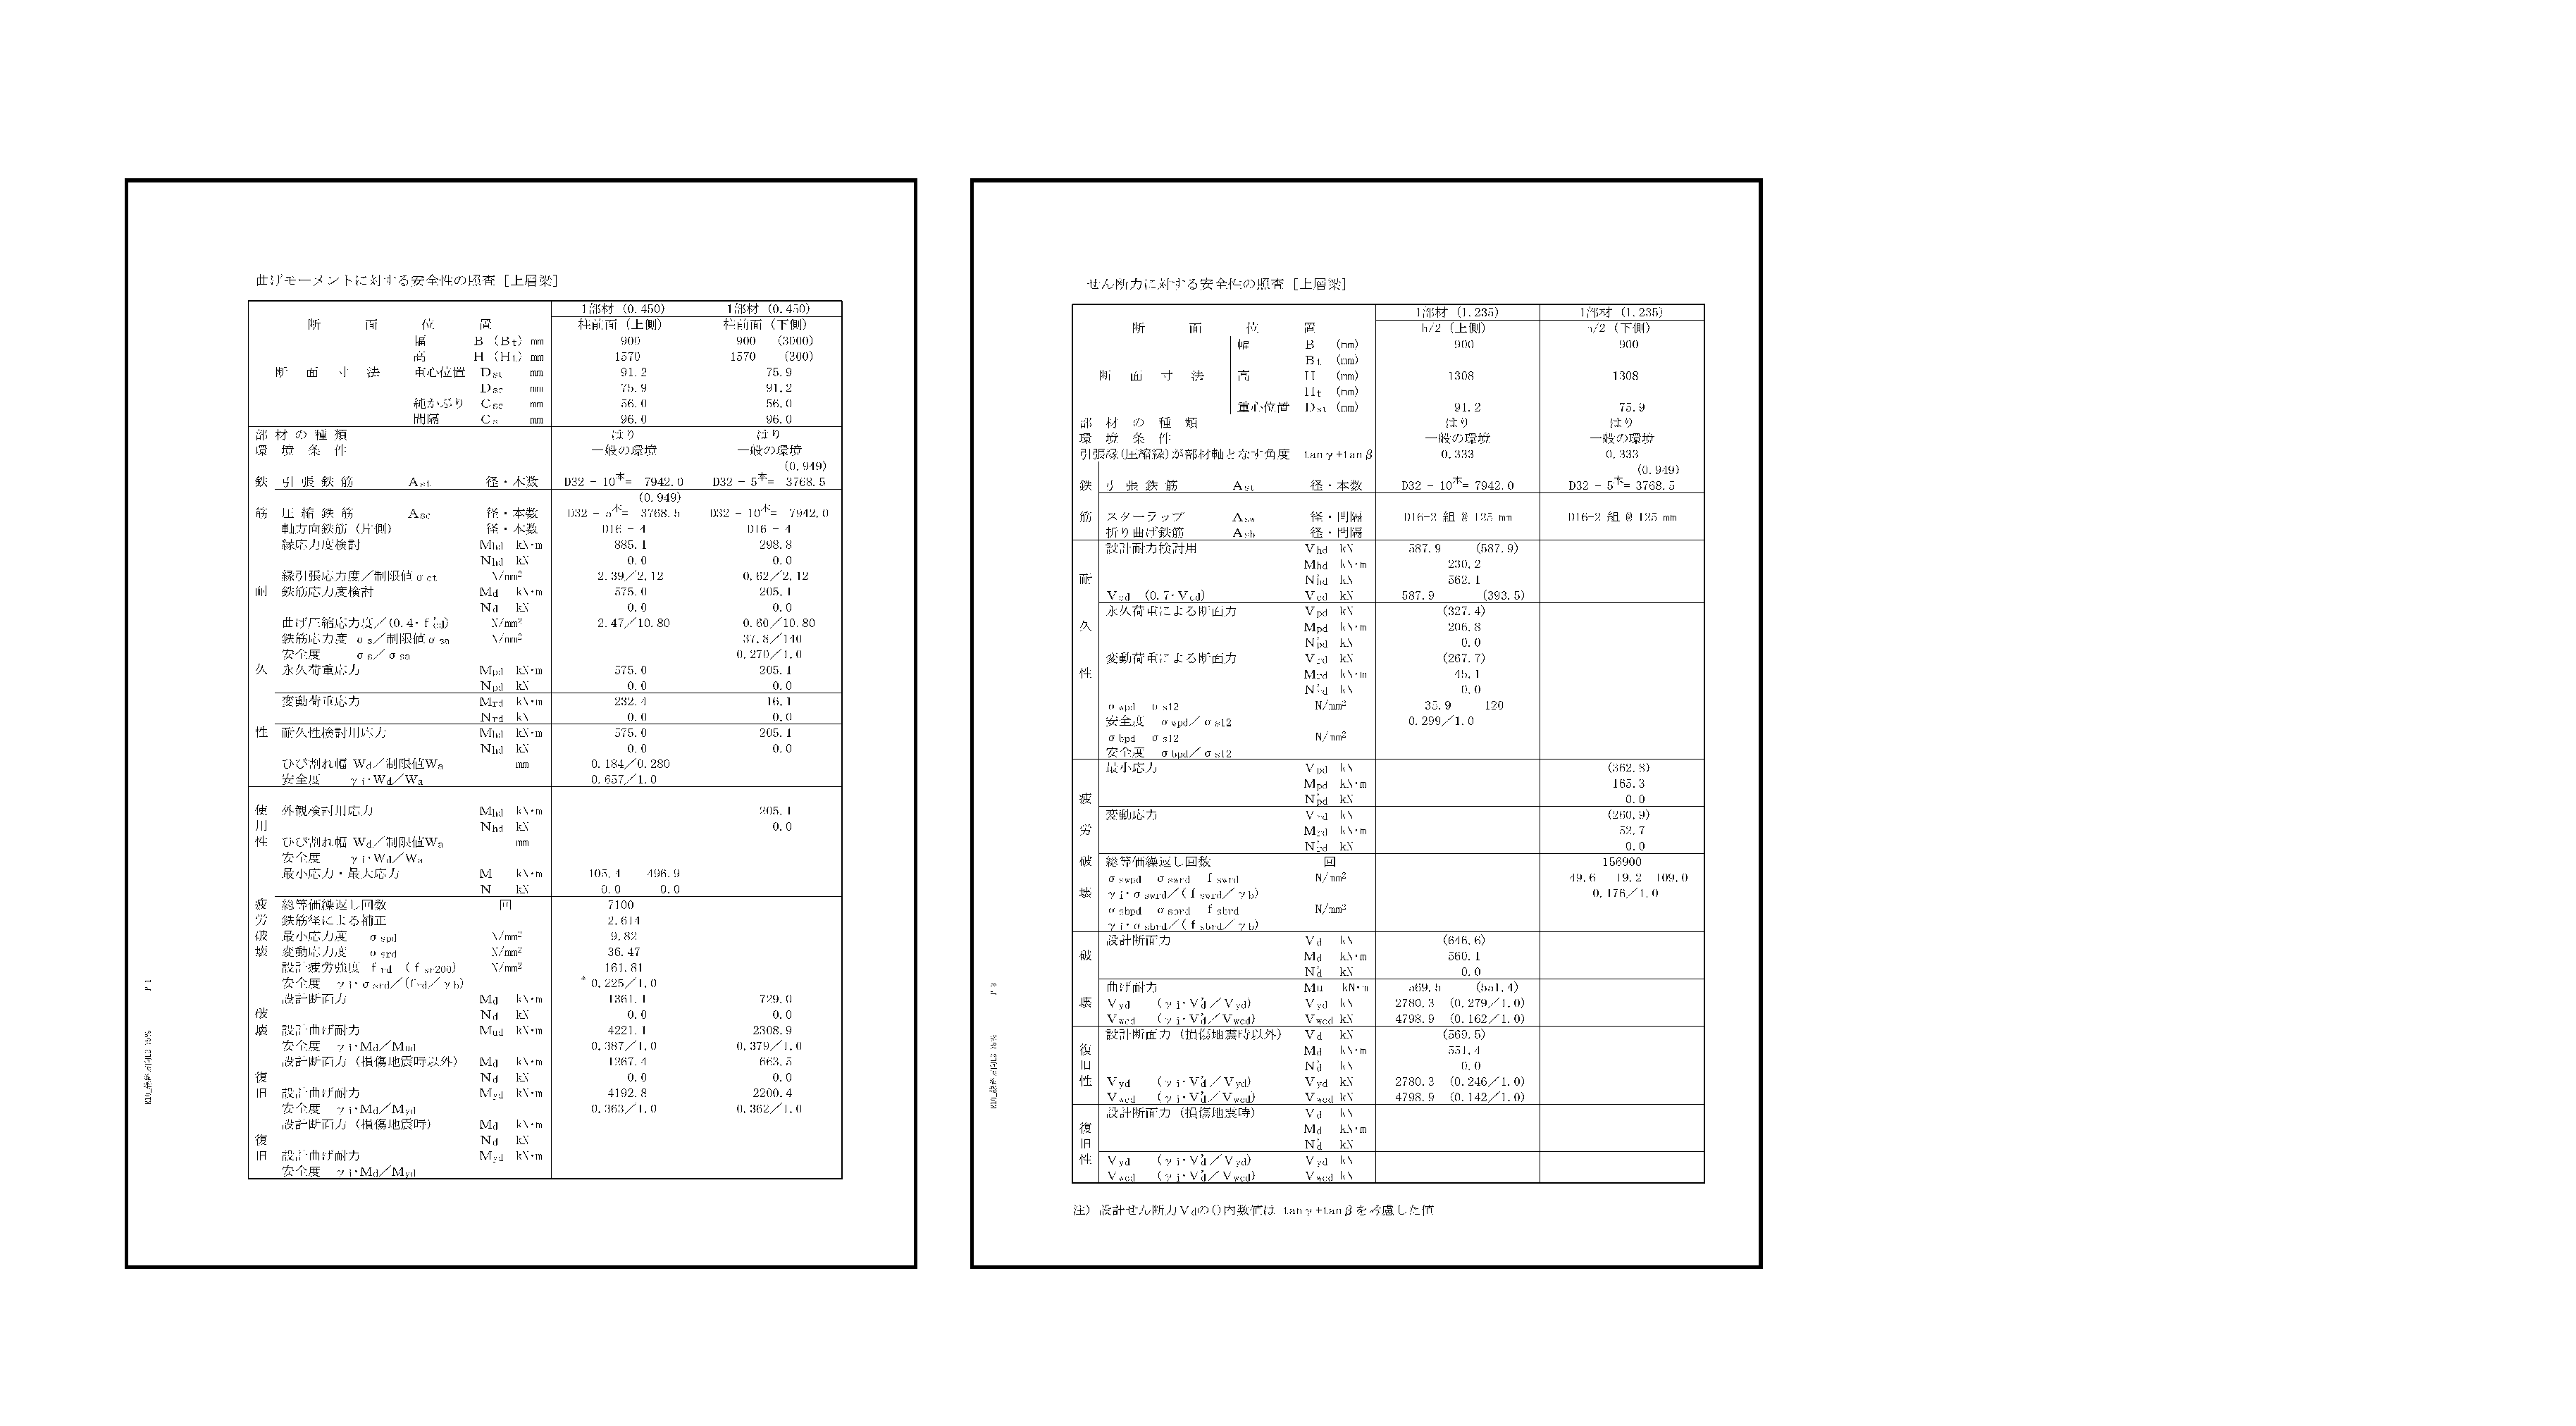 曲げモーメントに対する安全性の照査 [上層梁]
1部材 (0.450) 1部材 (0.450)
断 面 位 置 柱前面 (上側) 柱前面 (下側)
幅 B (Bt) mm 900 900 (3000)
高 H (Ht) mm 1570 1570 (300)
断 面 寸 法 重心位置 Dst mm 91.2 75.9
Dsc mm 75.9 91.2
純かぶり Csc mm 56.0 56.0
間隔 Cs mm 96.0 96.0
部 材 の 種 類 はり はり
環 境 条 件 一般の環境 一般の環境
(0.949)
鉄 引 張 鉄 筋 Ast 径・本数 D32 - 10本= 7942.0 D32 - 5本= 3768.5
(0.949)
筋 圧 縮 鉄 筋 Asc 径・本数 D32 - 5本= 3768.5 D32 - 10本= 7942.0
軸方向鉄筋 (片側) 径・本数 D16 - 4 D16 - 4
縁応力度検討 Mhd kN・m 885.1 298.8
Nhd kN 0.0 0.0
縁引張応力度／制限値σct N/mm² 2.39／2.12 0.62／2.12
耐 鉄筋応力度検討 Md kN・m 575.0 205.1
Nd kN 0.0 0.0
曲げ圧縮応力度／(0.4・f'cd) N/mm² 2.47／10.80 0.60／10.80
鉄筋応力度 σs／制限値σsa N/mm² 37.8／140
安全度 σs／σsa 0.270／1.0
久 永久荷重応力 Mpd kN・m 575.0 205.1
Npd kN 0.0 0.0
変動荷重応力 Mrd kN・m 232.4 16.1
Nrd kN 0.0 0.0
性 耐久性検討用応力 Mhd kN・m 575.0 205.1
Nhd kN 0.0 0.0
ひび割れ幅 Wd／制限値Wa mm 0.184／0.280
安全度 γi・Wd／Wa 0.657／1.0
使 外観検討用応力 Mhd kN・m 205.1
用 Nhd kN 0.0
性 ひび割れ幅 Wd／制限値Wa mm
安全度 γi・Wd／Wa
最小応力・最大応力 M kN・m 105.4 496.9
N kN 0.0 0.0
疲 総等価繰返し回数 回 7100
労 鉄筋径による補正 2.614
破 最小応力度 σspd N/mm² 9.82
壊 変動応力度 σsrd N/mm² 36.47
設計疲労強度 frd (fsr200) N/mm² 161.81
安全度 γi・σsrd／(frd／γb) * 0.225／1.0
設計断面力 Md kN・m 1361.1 729.0
破 Nd kN 0.0 0.0
壊 設計曲げ耐力 Mud kN・m 4221.1 2308.9
安全度 γi・Md／Mud 0.387／1.0 0.379／1.0
設計断面力 (損傷地震時以外) Md kN・m 1267.4 663.5
復 Nd kN 0.0 0.0
旧 設計曲げ耐力 Myd kN・m 4192.8 2200.4
安全度 γi・Md／Myd 0.363／1.0 0.362／1.0
設計断面力 (損傷地震時) Md kN・m
復 Nd kN
旧 設計曲げ耐力 Myd kN・m
安全度 γi・Md／Myd
せん断力に対する安全性の照査 [上層梁]
1部材 (1.235) 1部材 (1.235)
断 面 位 置 h/2 (上側) h/2 (下側)
幅 B (mm) 900 900
Bt (mm)
断 面 寸 法 高 H (mm) 1308 1308
Ht (mm)
重心位置 Dst (mm) 91.2 75.9
部 材 の 種 類 はり はり
環 境 条 件 一般の環境 一般の環境
引張縁(圧縮縁)が部材軸となす角度 tanγ+tanβ 0.333 0.333
(0.949)
鉄 引 張 鉄 筋 Ast 径・本数 D32 - 10本= 7942.0 D32 - 5本= 3768.5
筋 スターラップ Asw 径・間隔 D16-2 組 @ 125 mm D16-2 組 @ 125 mm
折り曲げ鉄筋 Asb 径・間隔
設計耐力検討用 Vhd kN 587.9 (587.9)
Mhd kN・m 230.2
耐 N'hd kN 562.1
Vcd (0.7・Vcd) Vcd kN 587.9 (393.5)
永久荷重による断面力 Vpd kN (327.4)
久 Mpd kN・m 206.8
N'pd kN 0.0
変動荷重による断面力 Vrd kN (267.7)
性 Mrd kN・m 45.1
N'rd kN 0.0
σwpd σs12 N/mm² 35.9 120
安全度 σwpd／σs12 0.299／1.0
σbpd σs12 N/mm²
安全度 σbpd／σs12
最小応力 Vpd kN (362.8)
Mpd kN・m 165.3
疲 N'pd kN 0.0
変動応力 Vrd kN (260.9)
労 Mrd kN・m 52.7
N'rd kN 0.0
破 総等価繰返し回数 回 156900
σswpd σswrd fswrd N/mm² 49.6 19.2 109.0
壊 γi・σswrd／(fswrd／γb) 0.176／1.0
σsbpd σsbrd fsbrd N/mm²
γi・σsbrd／(fsbrd／γb)
設計断面力 Vd kN (646.6)
破 Md kN・m 560.1
N'd kN 0.0
曲げ耐力 Mu kN・m 569.5 (551.4)
壊 Vyd (γi・V'd／Vyd) Vyd kN 2780.3 (0.279／1.0)
Vwcd (γi・V'd／Vwcd) Vwcd kN 4798.9 (0.162／1.0)
設計断面力 (損傷地震時以外) Vd kN (569.5)
復 Md kN・m 551.4
旧 N'd kN 0.0
性 Vyd (γi・V'd／Vyd) Vyd kN 2780.3 (0.246／1.0)
Vwcd (γi・V'd／Vwcd) Vwcd kN 4798.9 (0.142／1.0)
設計断面力 (損傷地震時) Vd kN
復 Md kN・m
旧 N'd kN
性 Vyd (γi・V'd／Vyd) Vyd kN
Vwcd (γi・V'd／Vwcd) Vwcd kN
注) 設計せん断力Vdの()内数値は tanγ+tanβを考慮した値